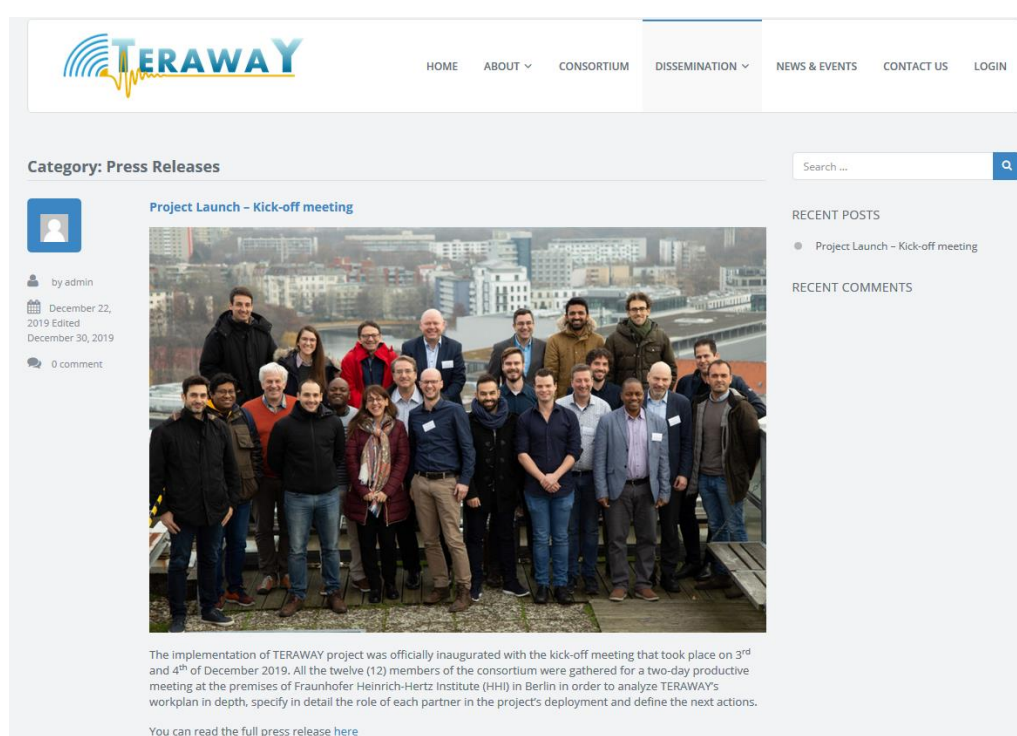 TERAWAY
HOME ABOUT CONSORTIUM DISSEMINATION NEWS & EVENTS CONTACT US LOGIN
Category: Press Releases
Search ...
Project Launch – Kick-off meeting
by admin
December 22,
2019 Edited
December 30, 2019
0 comment
RECENT POSTS
Project Launch – Kick-off meeting
RECENT COMMENTS
The implementation of TERAWAY project was officially inaugurated with the kick-off meeting that took place on 3rd
and 4th of December 2019. All the twelve (12) members of the consortium were gathered for a two-day productive
meeting at the premises of Fraunhofer Heinrich-Hertz Institute (HHI) in Berlin in order to analyze TERAWAY's
workplan in depth, specify in detail the role of each partner in the project's deployment and define the next actions.
You can read the full press release here